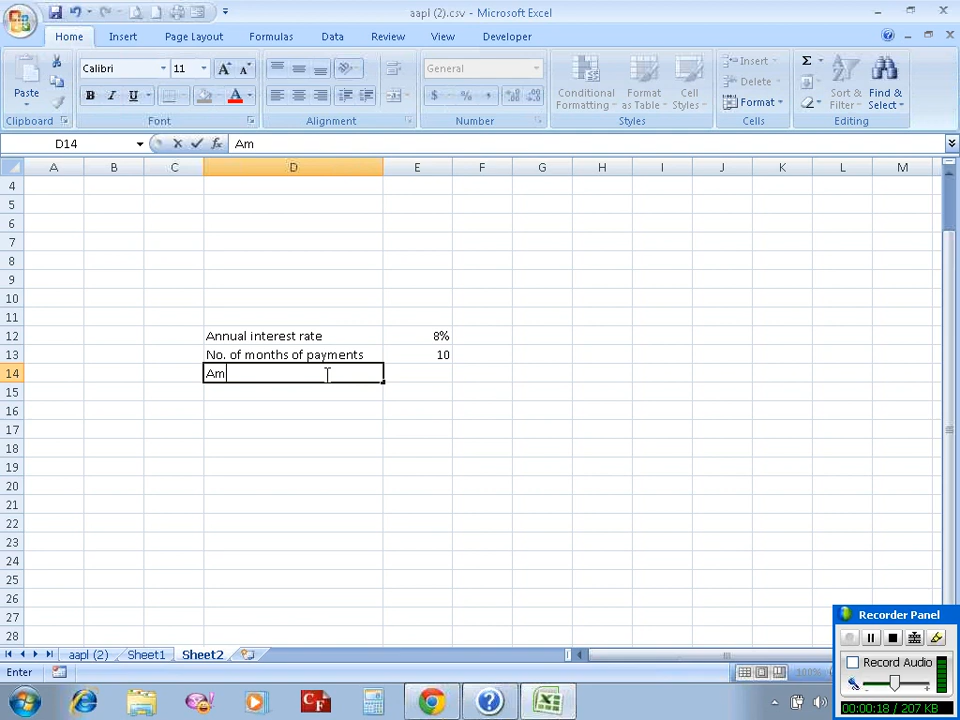 aapl (2).csv - Microsoft Excel
Home Insert Page Layout Formulas Data Review View Developer
Calibri 11 General
Paste
B I U A
$ % ,
Conditional Formatting
Format as Table
Cell Styles
Insert
Delete
Format
Sort & Filter
Find & Select
Clipboard Font Alignment Number Styles Cells Editing
D14 fx Am
A B C D E F G H I J K L M
4
5
6
7
8
9
10
11
12 Annual interest rate 8%
13 No. of months of payments 10
14 Am
15
16
17
18
19
20
21
22
23
24
25
26
27
28
aapl (2) Sheet1 Sheet2
Enter 100%
Recorder Panel
Record Audio
00:00:18 / 207 KB